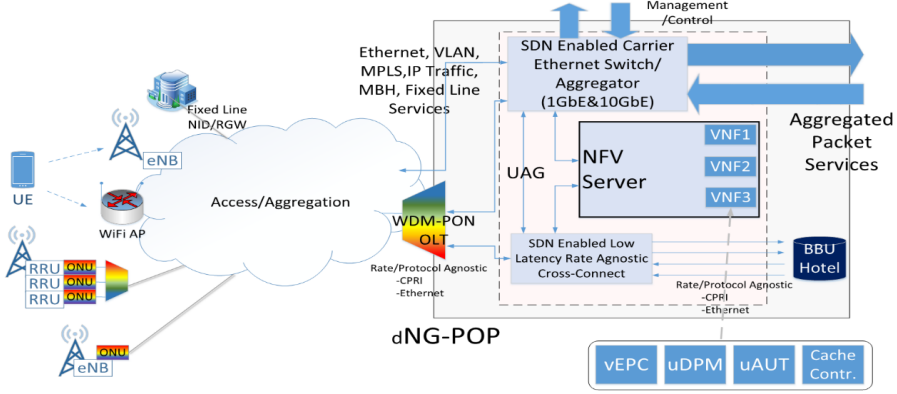 Management
/Control
Ethernet, VLAN,
MPLS,IP Traffic,
MBH, Fixed Line
Services
SDN Enabled Carrier
Ethernet Switch/
Aggregator
(1GbE&10GbE)
Fixed Line
NID/RGW
eNB
UE
WiFi AP
Access/Aggregation
UAG
NFV
Server
VNF1
VNF2
VNF3
Aggregated
Packet
Services
WDM-PON
OLT
SDN Enabled Low
Latency Rate Agnostic
Cross-Connect
BBU
Hotel
Rate/Protocol Agnostic
-CPRI
-Ethernet
Rate/Protocol Agnostic
-CPRI
-Ethernet
RRU ONU
RRU ONU
RRU ONU
ONU
eNB
dNG-POP
vEPC
uDPM
uAUT
Cache
Contr.